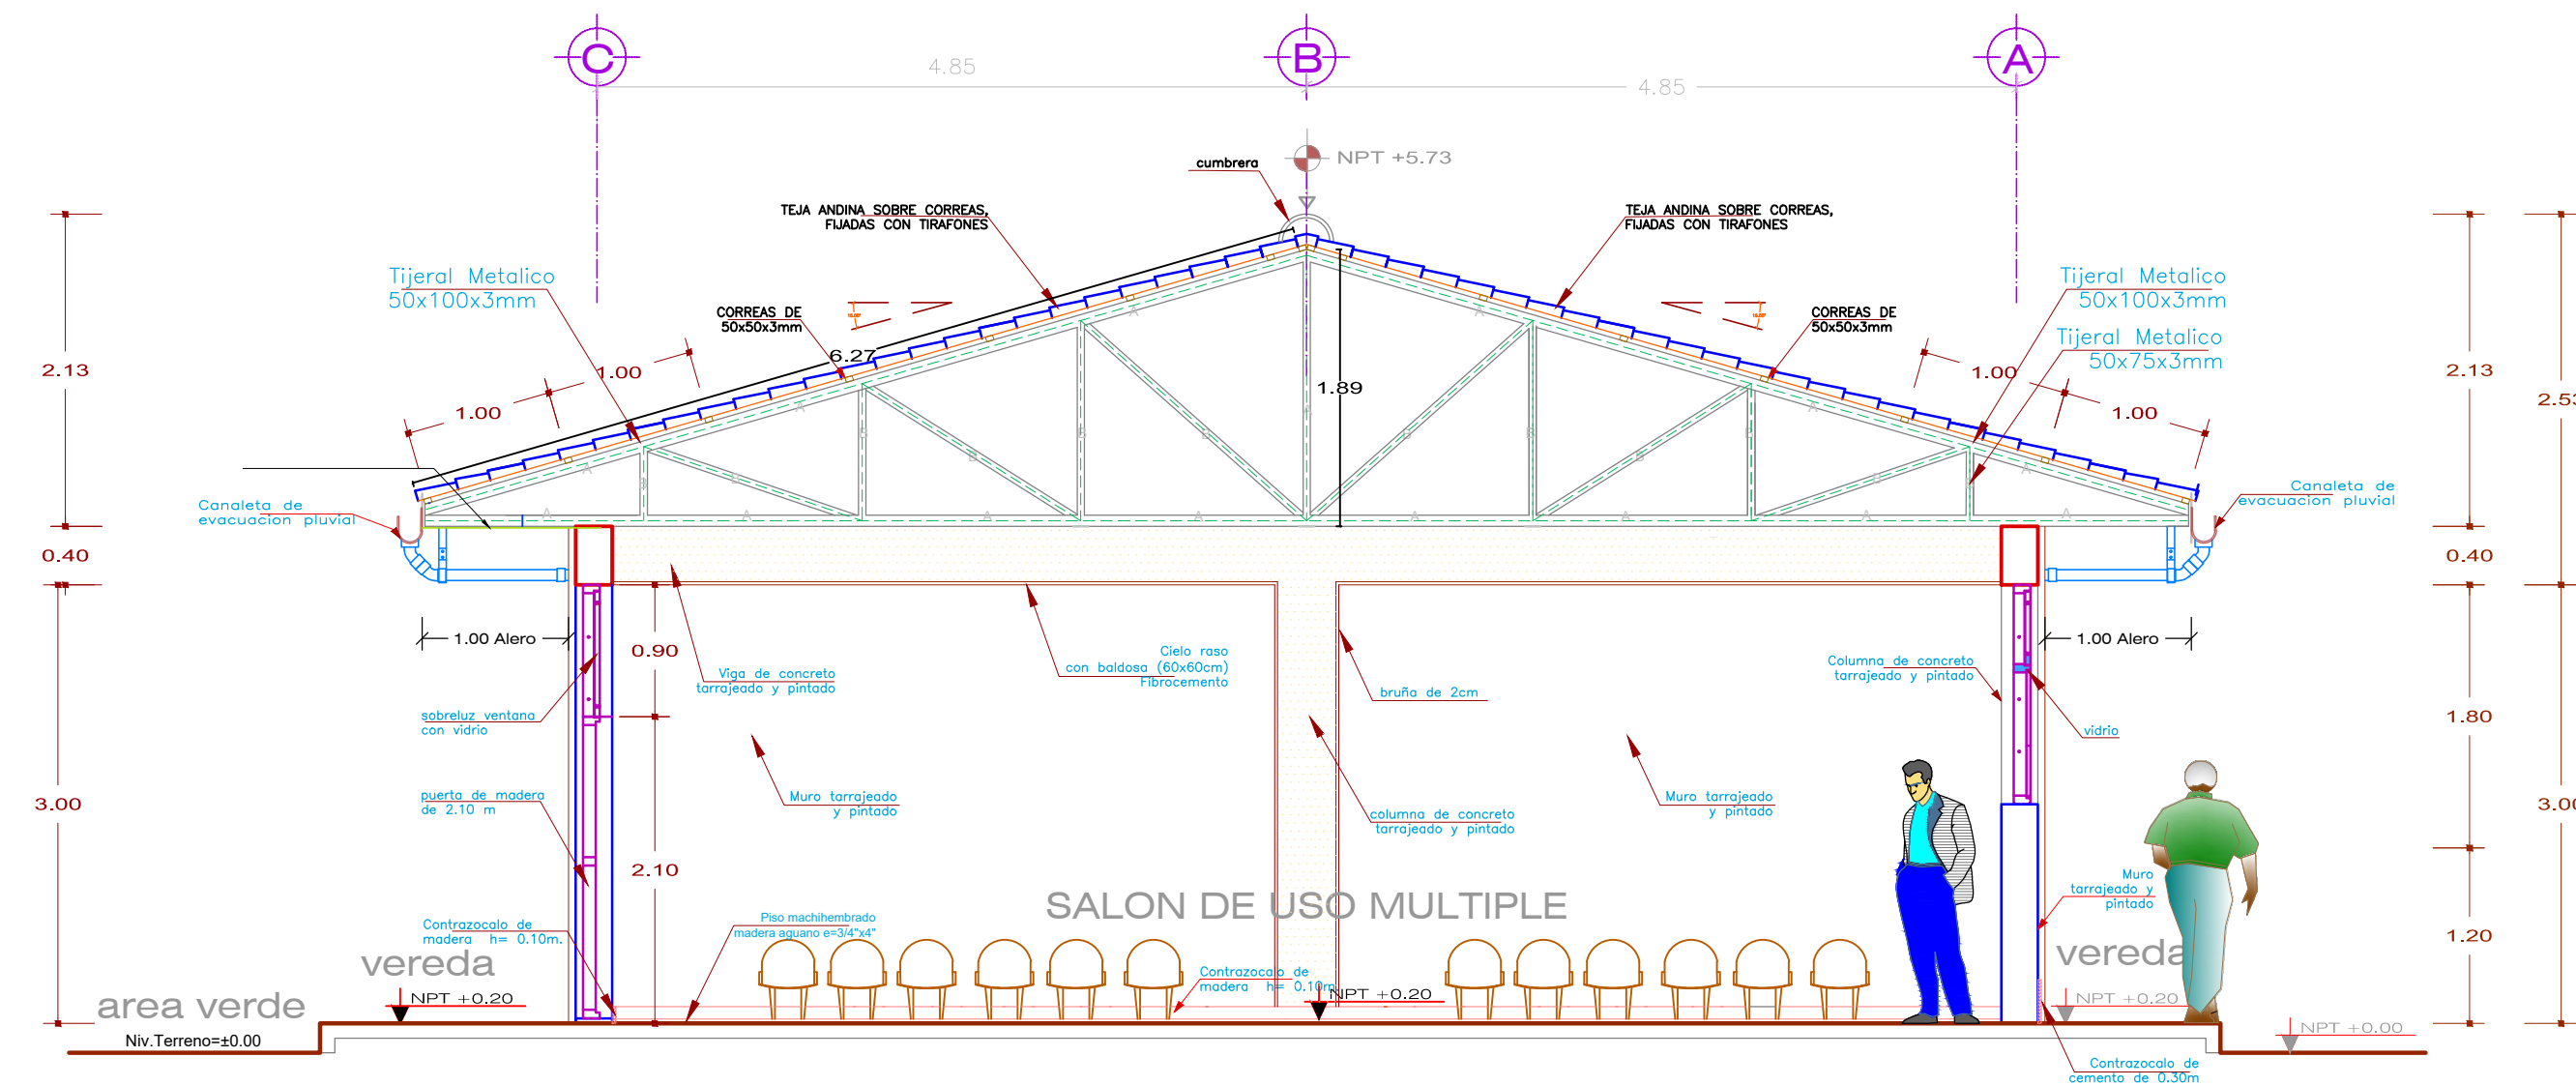 C
B
A
4.85
4.85
NPT +5.73
cumbrera
TEJA ANDINA SOBRE CORREAS,
FIJADAS CON TIRAFONES
TEJA ANDINA SOBRE CORREAS,
FIJADAS CON TIRAFONES
Tijeral Metalico
50x100x3mm
Tijeral Metalico
50x100x3mm
CORREAS DE
50x50x3mm
CORREAS DE
50x50x3mm
Tijeral Metalico
50x75x3mm
6.27
1.00
1.00
1.89
1.00
1.00
2.13
2.13
2.53
Canaleta de
evacuacion pluvial
Canaleta de
evacuacion pluvial
0.40
0.40
1.00 Alero
1.00 Alero
0.90
Viga de concreto
tarrajeado y pintado
Cielo raso
con baldosa (60x60cm)
Fibrocemento
bruña de 2cm
Columna de concreto
tarrajeado y pintado
sobreluz ventana
con vidrio
vidrio
1.80
3.00
3.00
puerta de madera
de 2.10 m
Muro tarrajeado
y pintado
columna de concreto
tarrajeado y pintado
Muro tarrajeado
y pintado
2.10
SALON DE USO MULTIPLE
Muro
tarrajeado y
pintado
1.20
Contrazocalo de
madera h= 0.10m.
Piso machihembrado
madera aguano e=3/4"x4"
Contrazocalo de
madera h= 0.10m
vereda
vereda
area verde
NPT +0.20
NPT +0.20
NPT +0.20
NPT +0.00
Niv.Terreno=±0.00
Contrazocalo de
cemento de 0.30m